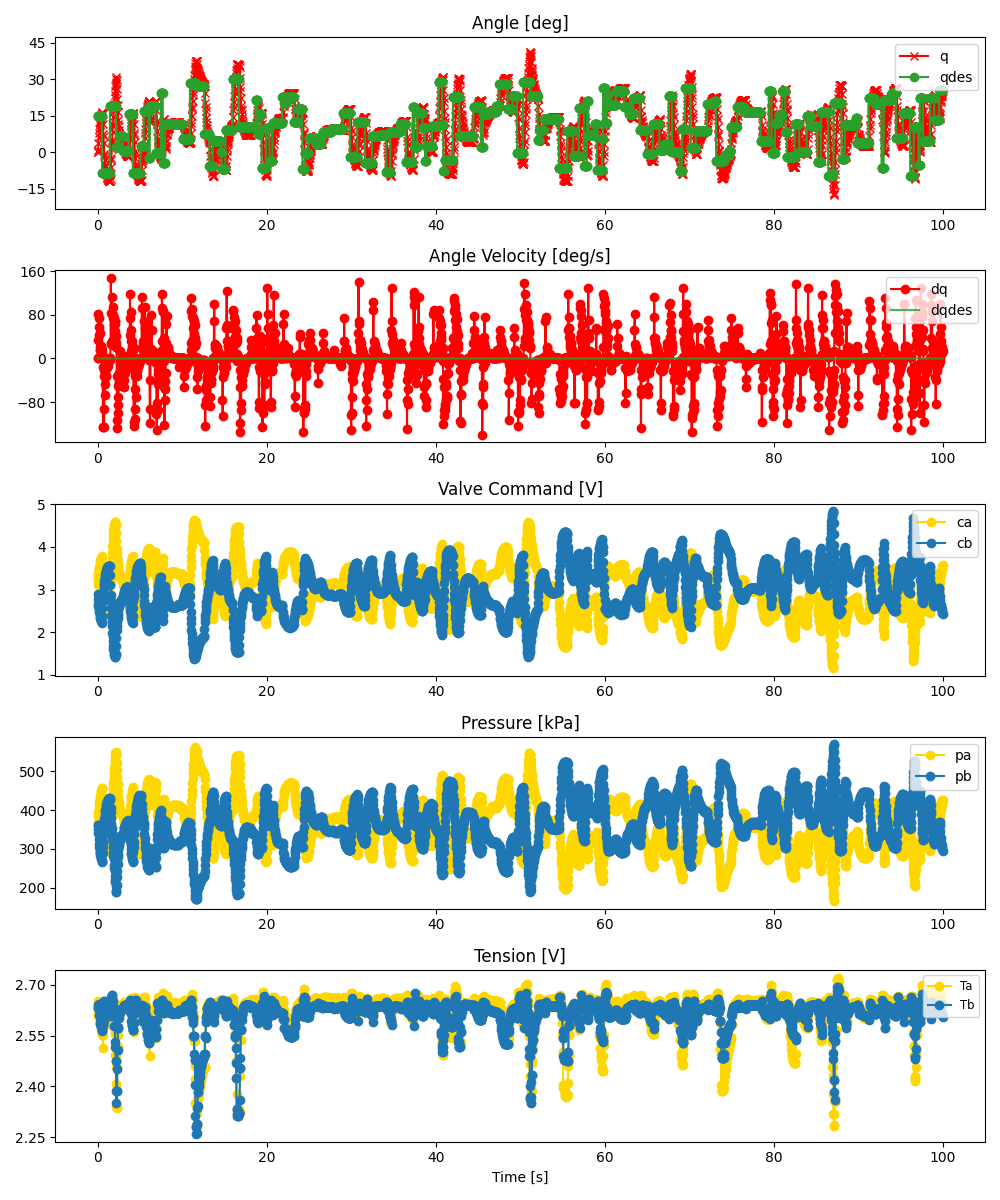 Angle [deg]
45
30
15
0
−15
q
qdes
0 20 40 60 80 100
Angle Velocity [deg/s]
160
80
0
−80
dq
dqdes
0 20 40 60 80 100
Valve Command [V]
5
4
3
2
1
ca
cb
0 20 40 60 80 100
Pressure [kPa]
500
400
300
200
pa
pb
0 20 40 60 80 100
Tension [V]
2.70
2.55
2.40
2.25
Ta
Tb
0 20 40 60 80 100
Time [s]